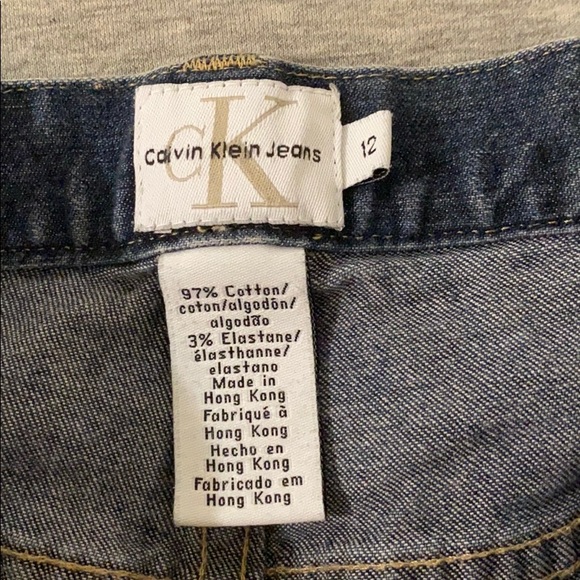 cK
Calvin Klein Jeans
12
97% Cotton/
coton/algodón/
algodão
3% Elastane/
élasthanne/
elastano
Made in
Hong Kong
Fabriqué à
Hong Kong
Hecho en
Hong Kong
Fabricado em
Hong Kong